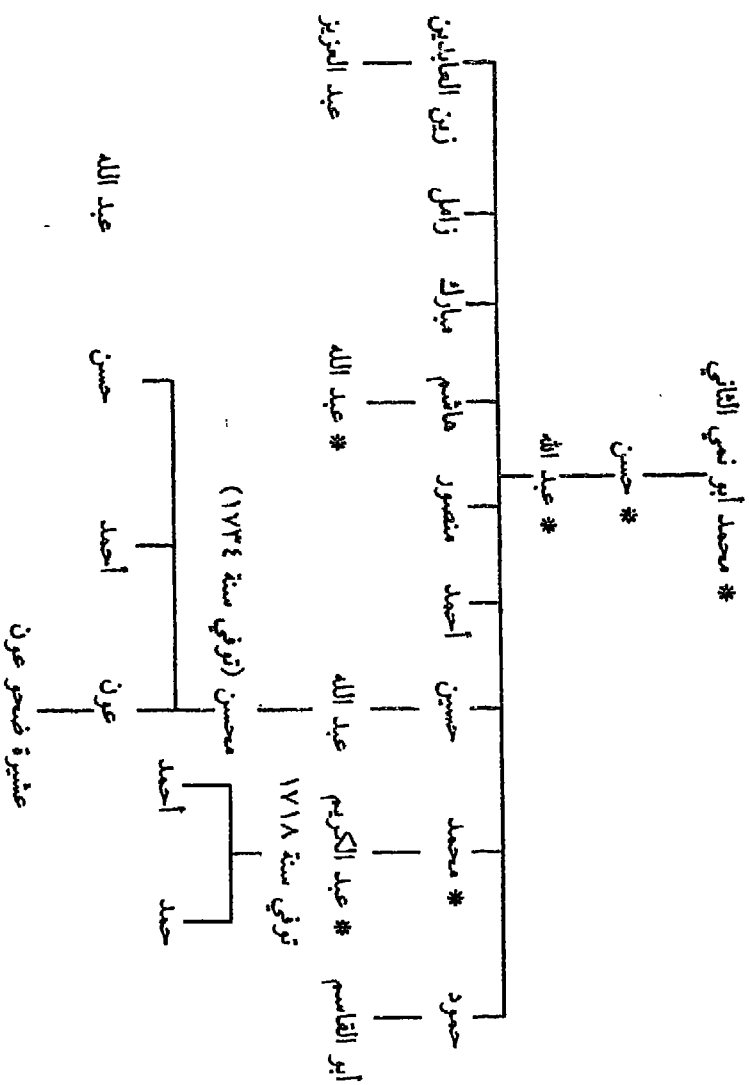 * محمد أبو نمي الثاني *
* حسن
* عبد الله
حمود
* محمد
حسين
أحمد
منصور
هاشم
مبارك
زامل
زين العابدين
أبو القاسم
* عبد الكريم
توفي سنة ١٧١٨
عبد الله
* عبد الله
عبد العزيز
محسن (توفي سنة ١٧٣٤)
حمد
أحمد
عون
أحمد
حسن
عبد الله
عشيرة ضحو عون